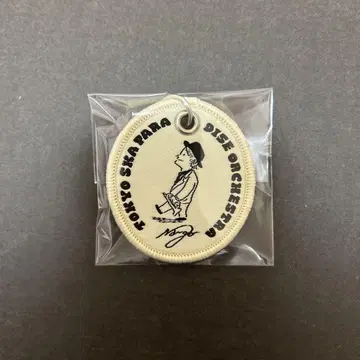 TOKYO SKA PARA
DISE ORCHESTRA